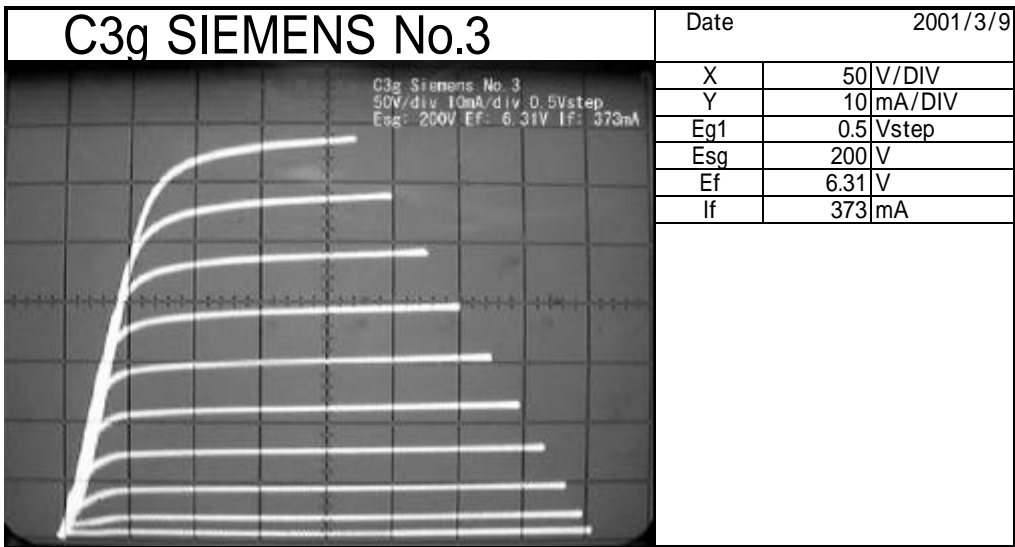 C3g SIEMENS No.3
Date 2001/3/9
C3g Siemens No.3
50V/div 10mA/div 0.5Vstep
Esg: 200V Ef: 6.31V If: 373mA
X 50 V/DIV
Y 10 mA/DIV
Eg1 0.5 Vstep
Esg 200 V
Ef 6.31 V
If 373 mA